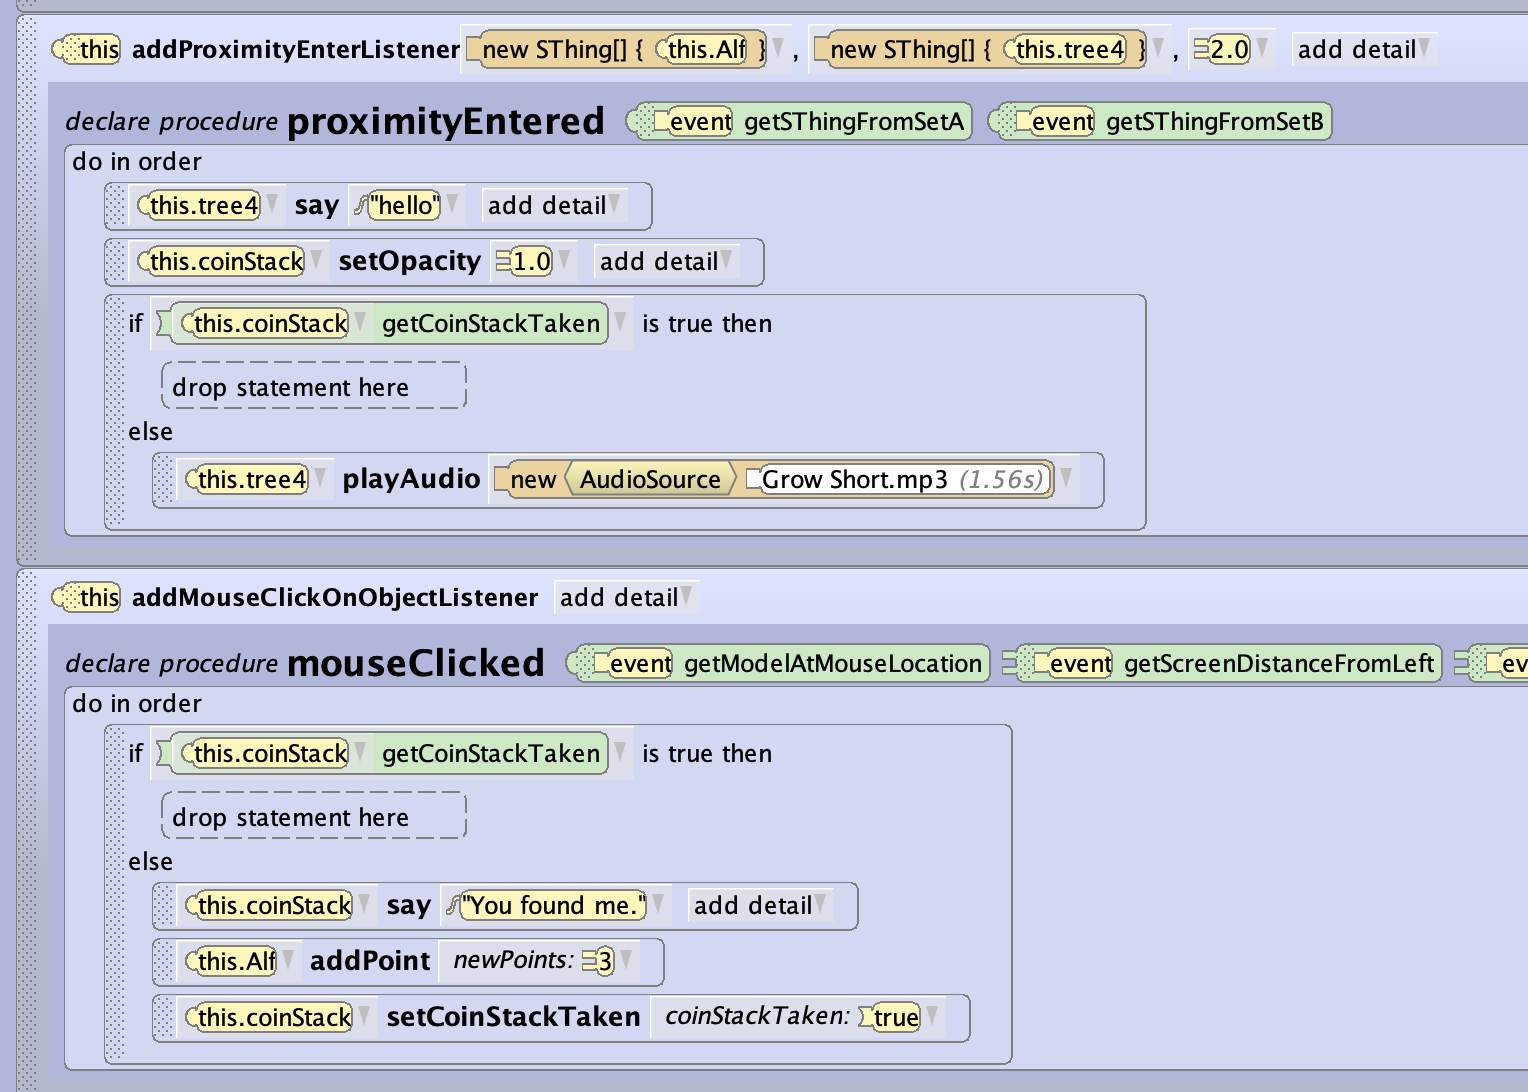 this addProximityEnterListener new SThing[] { this.Alf } , new SThing[] { this.tree4 } , 2.0 add detail
declare procedure proximityEntered event getSThingFromSetA event getSThingFromSetB
do in order
this.tree4 say "hello" add detail
this.coinStack setOpacity 1.0 add detail
if this.coinStack getCoinStackTaken is true then
drop statement here
else
this.tree4 playAudio new AudioSource Grow Short.mp3 (1.56s)
this addMouseClickOnObjectListener add detail
declare procedure mouseClicked event getModelAtMouseLocation event getScreenDistanceFromLeft ev
do in order
if this.coinStack getCoinStackTaken is true then
drop statement here
else
this.coinStack say "You found me." add detail
this.Alf addPoint newPoints: 3
this.coinStack setCoinStackTaken coinStackTaken: true